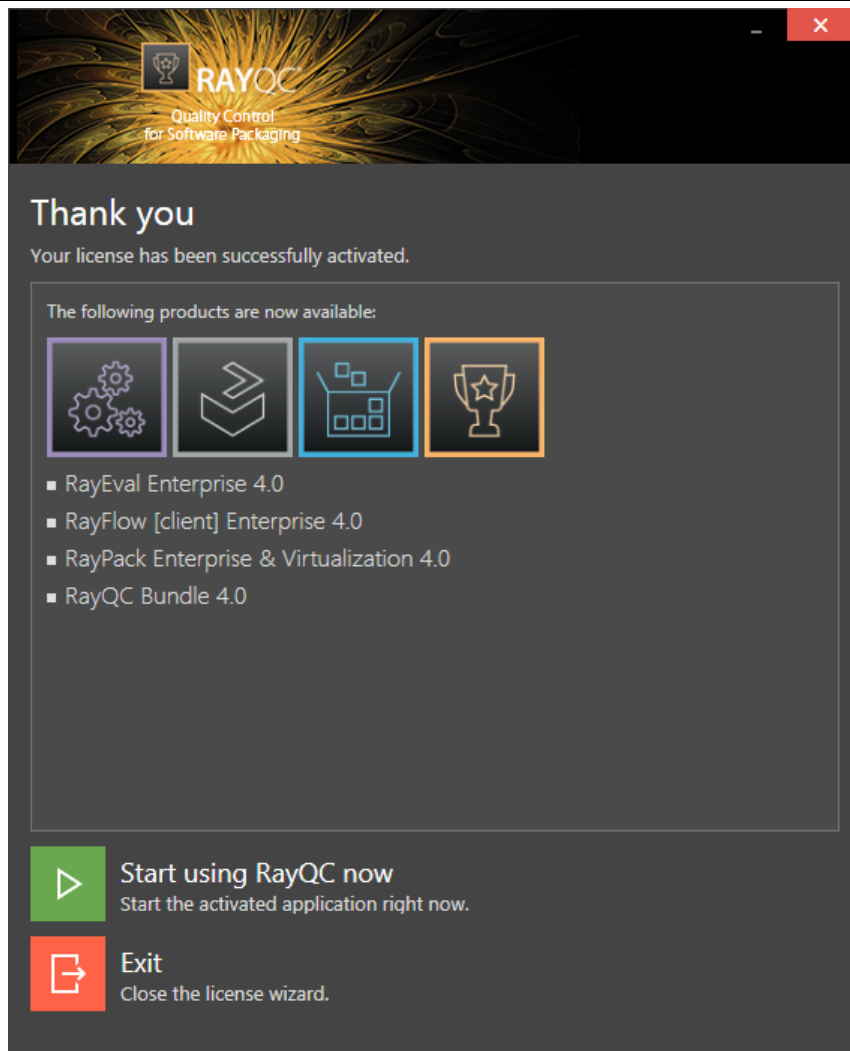 RAYQC
Quality Control
for Software Packaging
Thank you
Your license has been successfully activated.
The following products are now available:
RayEval Enterprise 4.0
RayFlow [client] Enterprise 4.0
RayPack Enterprise & Virtualization 4.0
RayQC Bundle 4.0
Start using RayQC now
Start the activated application right now.
Exit
Close the license wizard.